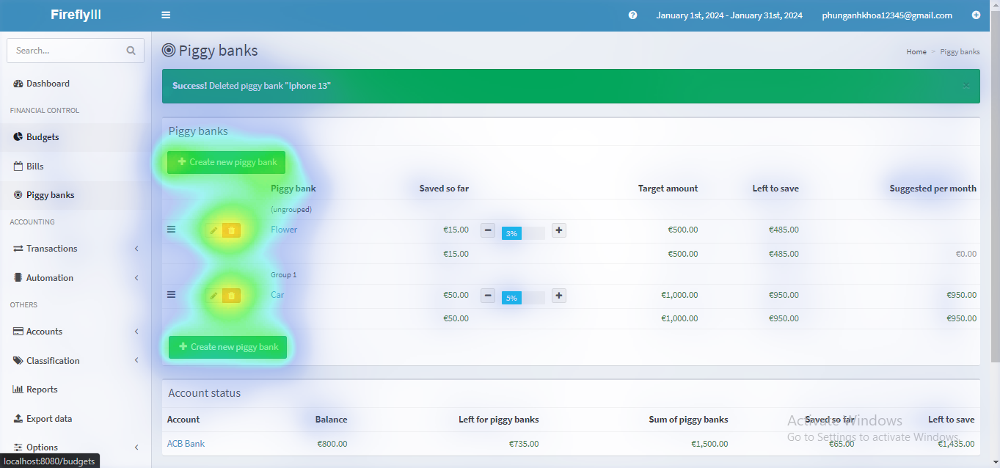 FireflyIII
January 1st, 2024 - January 31st, 2024
phunganhkhoa12345@gmail.com
Search...
Piggy banks
Home > Piggy banks
Success! Deleted piggy bank "Iphone 13"
×
Dashboard
FINANCIAL CONTROL
Budgets
Bills
Piggy banks
ACCOUNTING
Transactions
Automation
OTHERS
Accounts
Classification
Reports
Export data
Options
localhost:8080/budgets
Piggy banks
Create new piggy bank
Piggy bank Saved so far Target amount Left to save Suggested per month
(ungrouped)
Flower €15.00 3% €500.00 €485.00
€15.00 €500.00 €485.00 €0.00
Group 1
Car €50.00 5% €1,000.00 €950.00 €950.00
€50.00 €1,000.00 €950.00 €950.00
Create new piggy bank
Account status
Account Balance Left for piggy banks Sum of piggy banks Saved so far Left to save
ACB Bank €800.00 €735.00 €1,500.00 €65.00 €1,435.00
Activate Windows
Go to Settings to activate Windows.